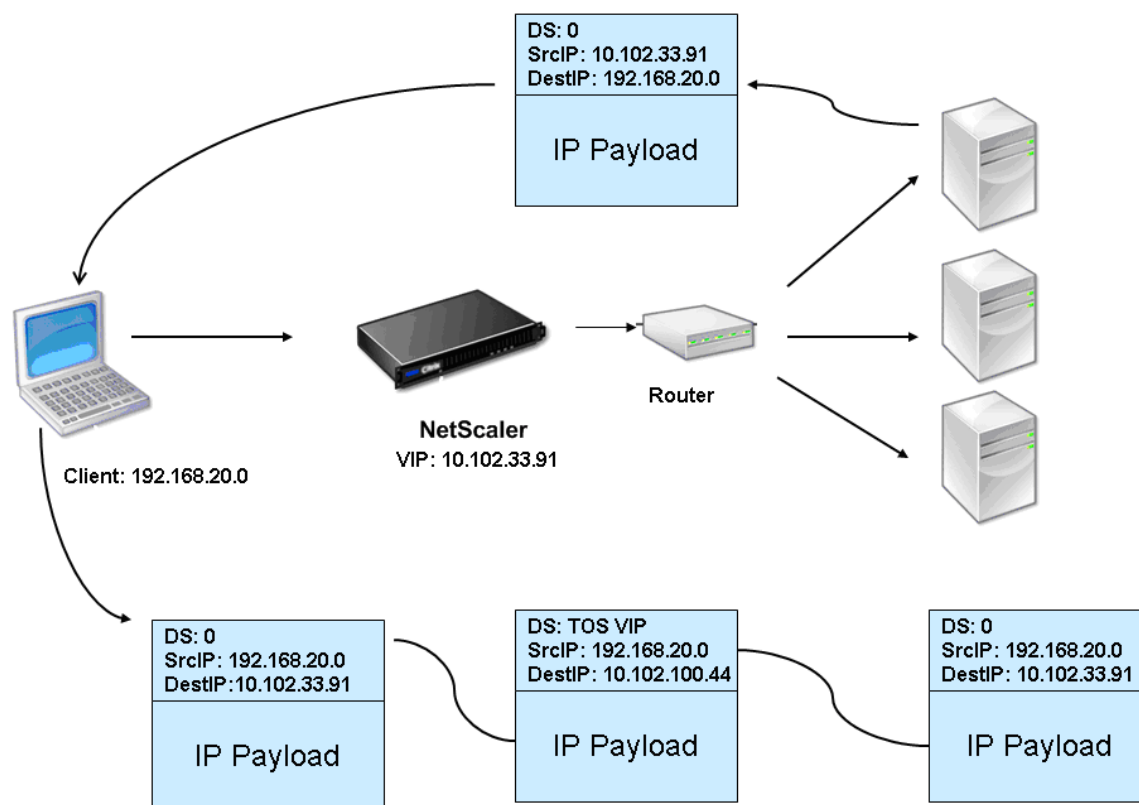 DS: 0
SrcIP: 10.102.33.91
DestIP: 192.168.20.0
IP Payload
Citrix
Router
NetScaler
VIP: 10.102.33.91
Client: 192.168.20.0
DS: 0
SrcIP: 192.168.20.0
DestIP:10.102.33.91
IP Payload
DS: TOS VIP
SrcIP: 192.168.20.0
DestIP: 10.102.100.44
IP Payload
DS: 0
SrcIP: 192.168.20.0
DestIP: 10.102.33.91
IP Payload